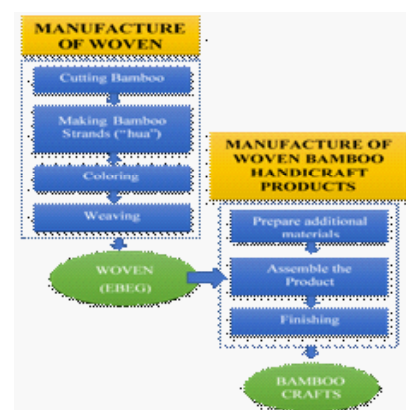 MANUFACTURE
OF WOVEN
Cutting Bamboo
Making Bamboo
Strands ("hua")
Coloring
Weaving
WOVEN
(EBEG)
MANUFACTURE OF
WOVEN BAMBOO
HANDICRAFT
PRODUCTS
Prepare additional
materials
Assemble the
Product
Finishing
BAMBOO
CRAFTS